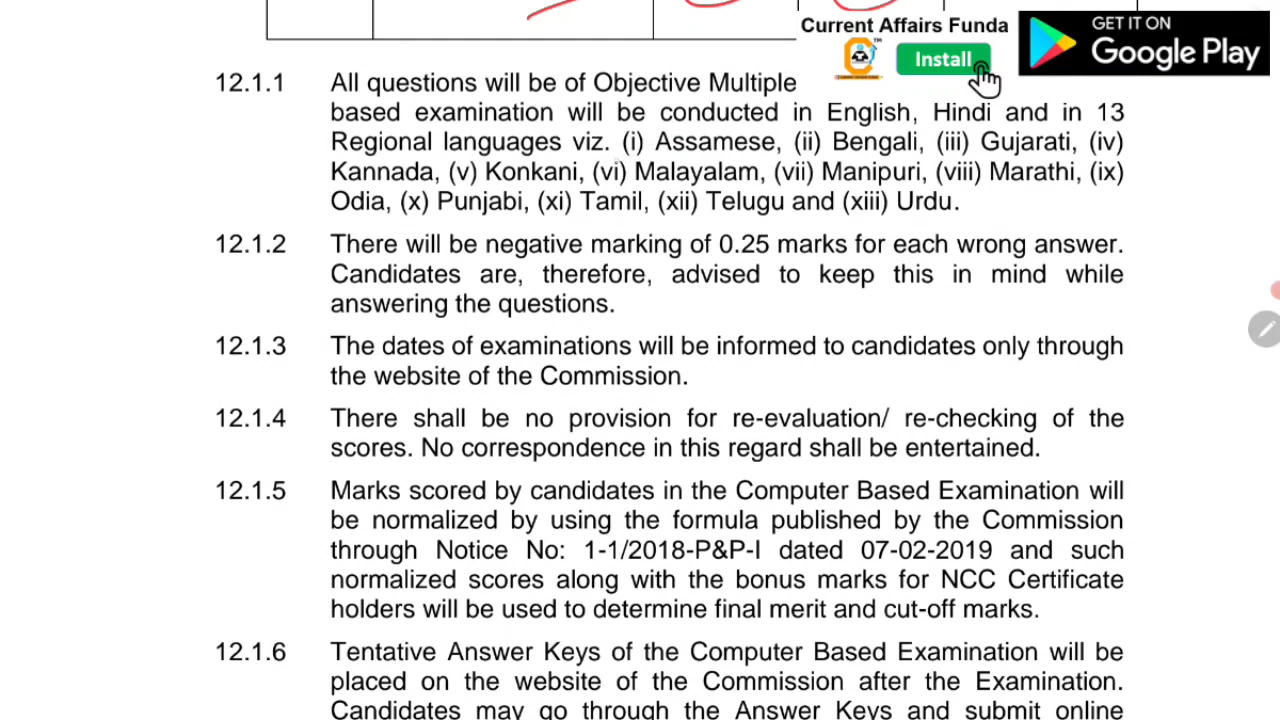 Current Affairs Funda
Install
GET IT ON
Google Play
12.1.1 All questions will be of Objective Multiple
based examination will be conducted in English, Hindi and in 13
Regional languages viz. (i) Assamese, (ii) Bengali, (iii) Gujarati, (iv)
Kannada, (v) Konkani, (vi) Malayalam, (vii) Manipuri, (viii) Marathi, (ix)
Odia, (x) Punjabi, (xi) Tamil, (xii) Telugu and (xiii) Urdu.
12.1.2 There will be negative marking of 0.25 marks for each wrong answer.
Candidates are, therefore, advised to keep this in mind while
answering the questions.
12.1.3 The dates of examinations will be informed to candidates only through
the website of the Commission.
12.1.4 There shall be no provision for re-evaluation/ re-checking of the
scores. No correspondence in this regard shall be entertained.
12.1.5 Marks scored by candidates in the Computer Based Examination will
be normalized by using the formula published by the Commission
through Notice No: 1-1/2018-P&P-I dated 07-02-2019 and such
normalized scores along with the bonus marks for NCC Certificate
holders will be used to determine final merit and cut-off marks.
12.1.6 Tentative Answer Keys of the Computer Based Examination will be
placed on the website of the Commission after the Examination.
Candidates may go through the Answer Keys and submit online